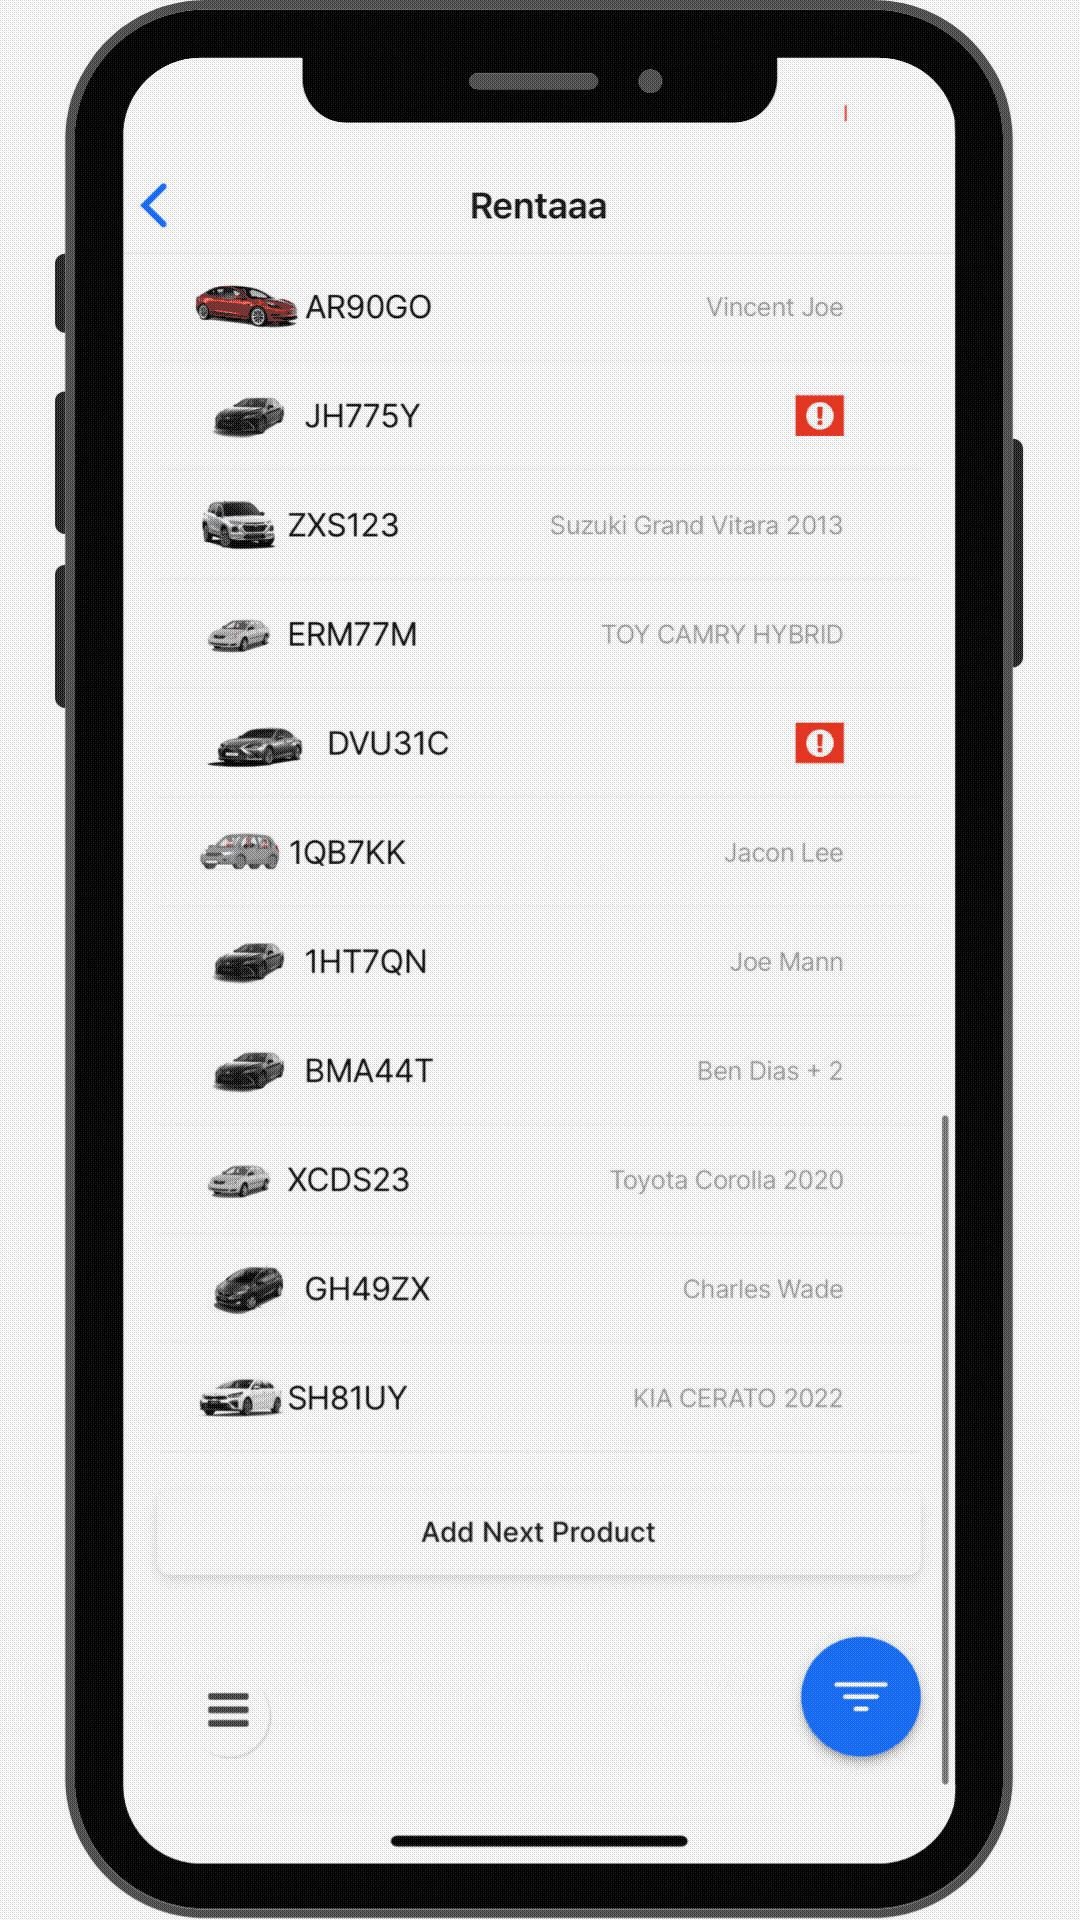 Rentaaa
AR90GO Vincent Joe
JH775Y
ZXS123 Suzuki Grand Vitara 2013
ERM77M TOY CAMRY HYBRID
DVU31C
1QB7KK Jacon Lee
1HT7QN Joe Mann
BMA44T Ben Dias + 2
XCDS23 Toyota Corolla 2020
GH49ZX Charles Wade
SH81UY KIA CERATO 2022
Add Next Product